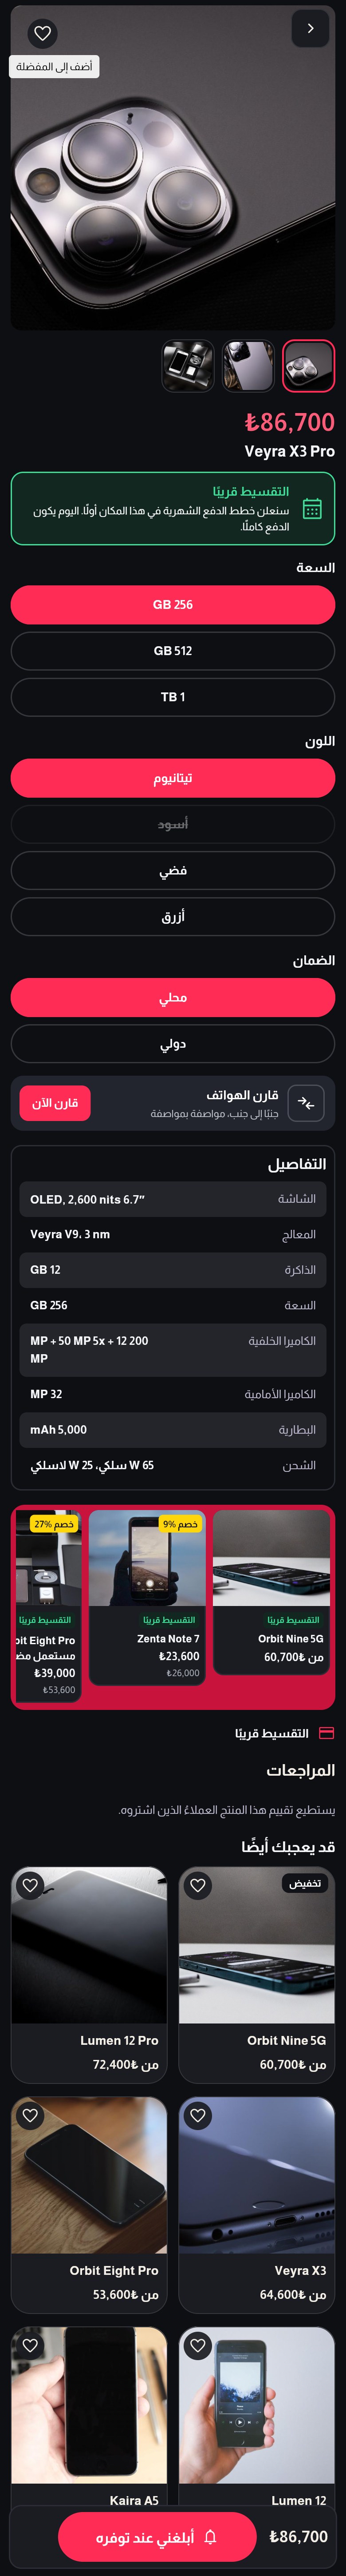 أضف إلى المفضلة
₺86,700
Veyra X3 Pro
التقسيط قريبًا
سنعلن خطط الدفع الشهرية في هذا المكان أولًا. اليوم يكون
الدفع كاملًا.
السعة
256 GB
512 GB
1 TB
اللون
تيتانيوم
أسود
فضي
أزرق
الضمان
محلي
دولي
قارن الهواتف
جنبًا إلى جنب، مواصفة بمواصفة
قارن الآن
التفاصيل
الشاشة
OLED, 2,600 nits 6.7″
المعالج
Veyra V9، 3 nm
الذاكرة
12 GB
السعة
256 GB
الكاميرا الخلفية
200 MP + 50 MP 5x + 12
MP
الكاميرا الأمامية
32 MP
البطارية
5,000 mAh
الشحن
65 W سلكي، 25 W لاسلكي
التقسيط قريبًا
Orbit Nine 5G
من ₺60,700
خصم 9%
التقسيط قريبًا
Zenta Note 7
₺23,600
₺26,000
خصم 27%
التقسيط قريبًا
bit Eight Pro
مستعمل مض
₺39,000
₺53,600
التقسيط قريبًا
المراجعات
يستطيع تقييم هذا المنتج العملاءُ الذين اشتروه.
قد يعجبك أيضًا
تخفيض
Orbit Nine 5G
من ₺60,700
Lumen 12 Pro
من ₺72,400
Veyra X3
من ₺64,600
Orbit Eight Pro
من ₺53,600
Lumen 12
Kaira A5
₺86,700
أبلغني عند توفره